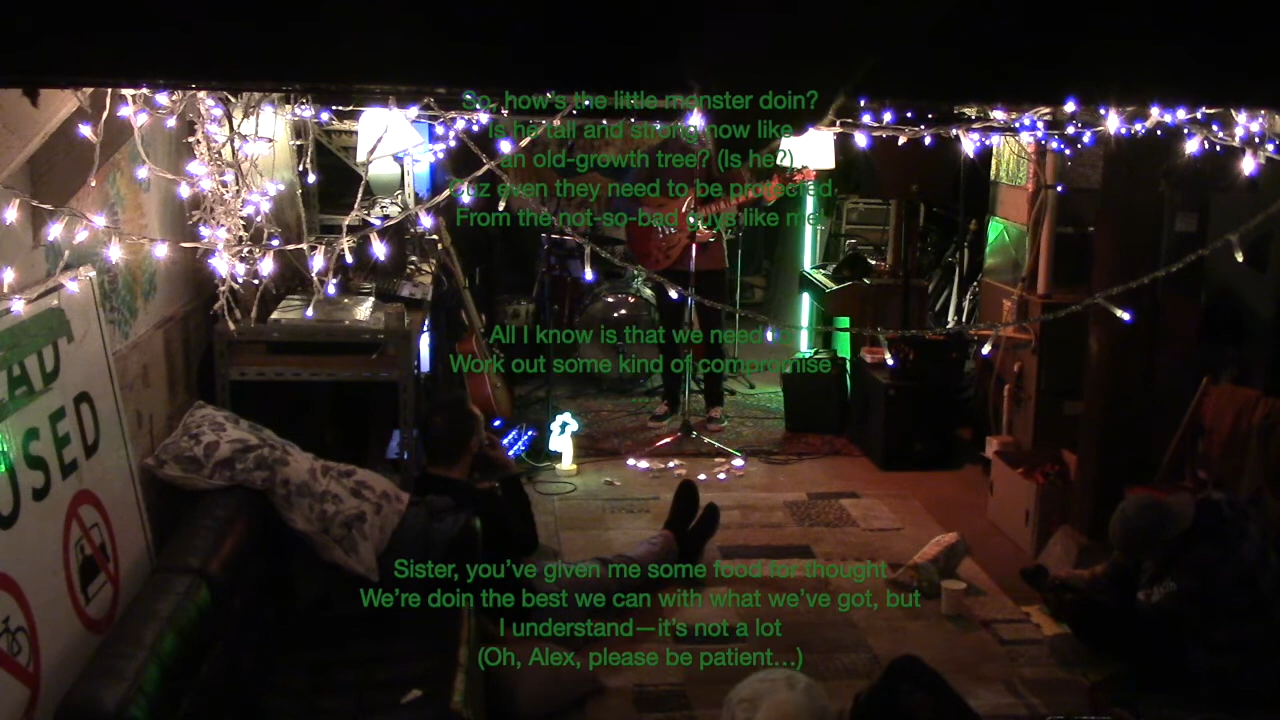 So, how's the little monster doin?
Is he tall and strong now like
an old-growth tree? (Is he?)
Cuz even they need to be protected
From the not-so-bad guys like me
All I know is that we need to
Work out some kind of compromise
Sister, you've given me some food for thought
We're doin the best we can with what we've got, but
I understand—it's not a lot
(Oh, Alex, please be patient…)
OSED